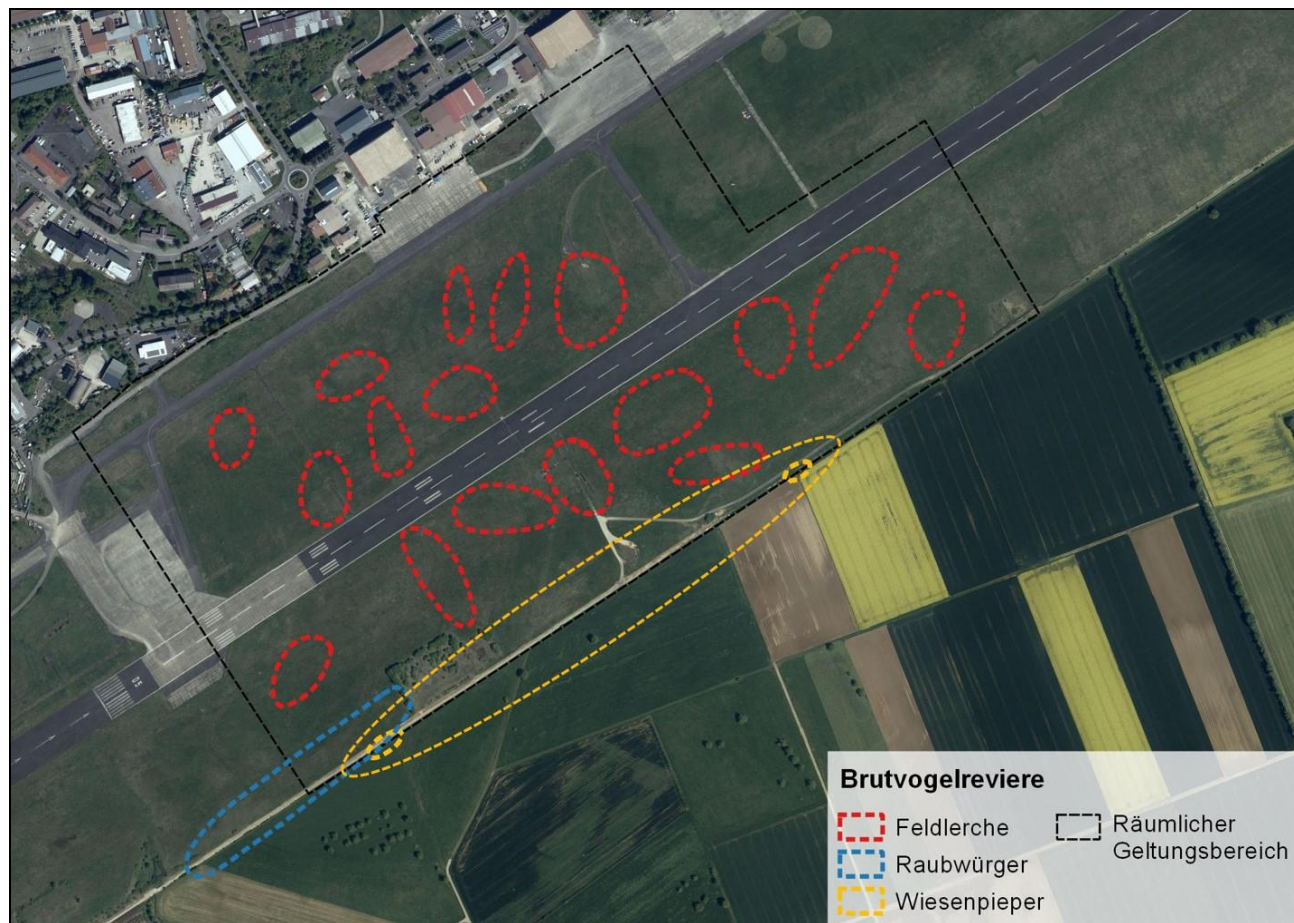 Brutvogelreviere
Feldlerche
Raubwürger
Wiesenpieper
Räumlicher
Geltungsbereich